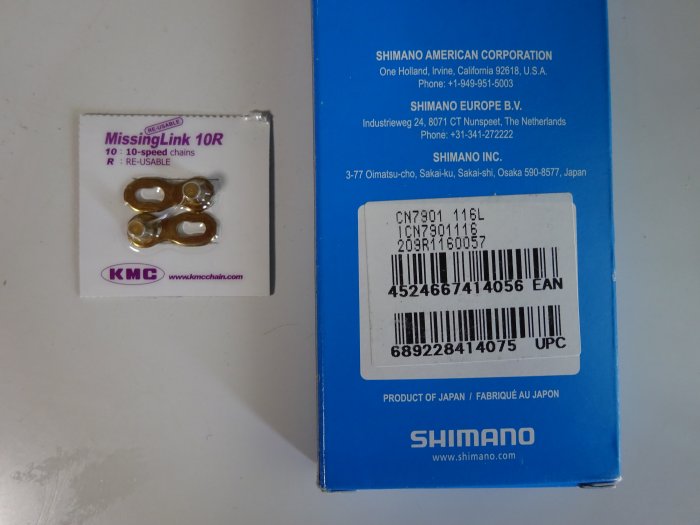 RE-USABLE
MissingLink 10R
10 : 10-speed chains
R : RE-USABLE
KMC www.kmcchain.com
SHIMANO AMERICAN CORPORATION
One Holland, Irvine, California 92618, U.S.A.
Phone: +1-949-951-5003
SHIMANO EUROPE B.V.
Industrieweg 24, 8071 CT Nunspeet, The Netherlands
Phone: +31-341-272222
SHIMANO INC.
3-77 Oimatsu-cho, Sakai-ku, Sakai-shi, Osaka 590-8577, Japan
CN7901 116L
ICN7901116
209R1160057
4524667414056 EAN
689228414075 UPC
PRODUCT OF JAPAN / FABRIQUÉ AU JAPON
SHIMANO
www.shimano.com